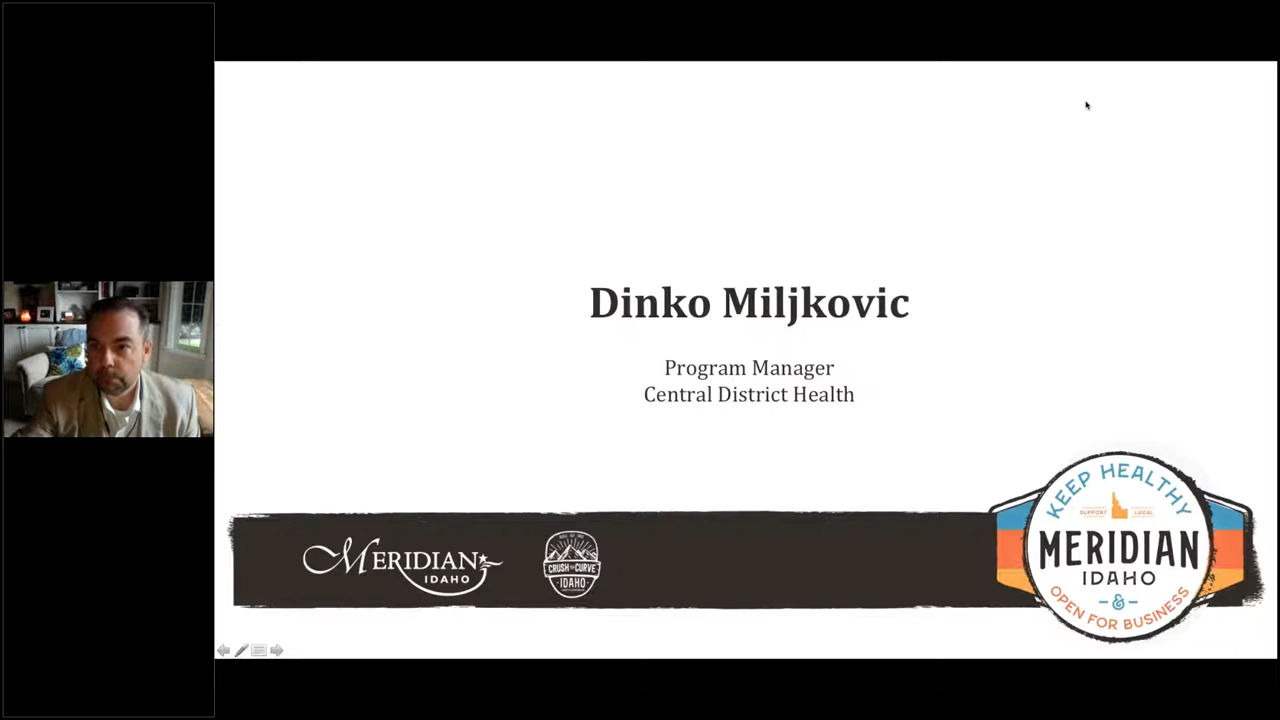 Dinko Miljkovic
Program Manager
Central District Health
MERIDIAN
IDAHO
CRUSH THE CURVE
IDAHO
KEEP HEALTHY
SUPPORT LOCAL
MERIDIAN
IDAHO
&
OPEN FOR BUSINESS